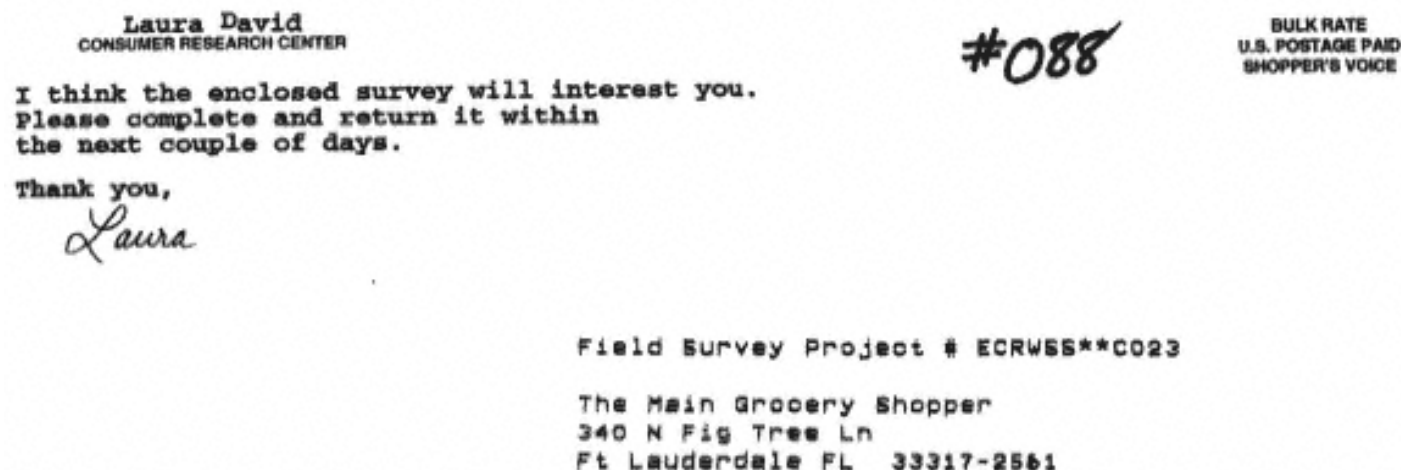 Laura David
CONSUMER RESEARCH CENTER
#088
BULK RATE
U.S. POSTAGE PAID
SHOPPER'S VOICE
I think the enclosed survey will interest you.
Please complete and return it within
the next couple of days.
Thank you,
Laura
Field Survey Project # ECRWSS**C023
The Main Grocery Shopper
340 N Fig Tree Ln
Ft Lauderdale FL 33317-2561